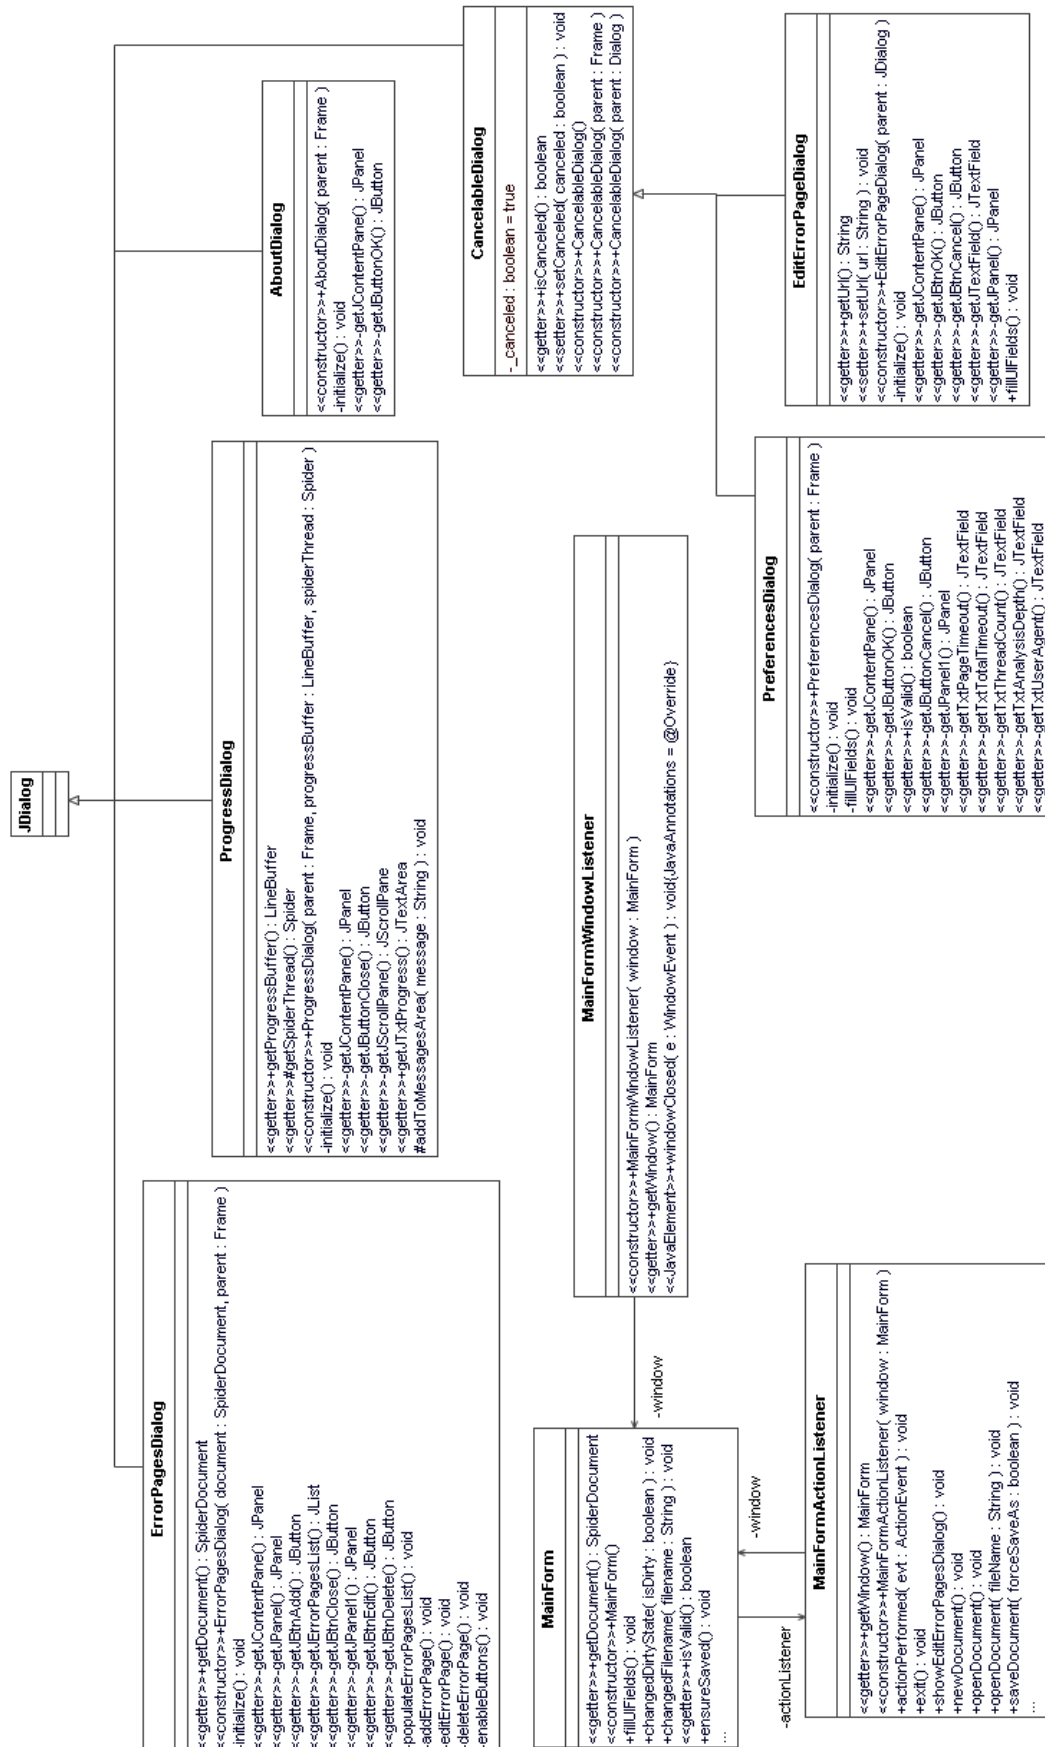 JDialog
ErrorPagesDialog
<<getter>>+getDocument() : SpiderDocument
<<constructor>>+ErrorPagesDialog( document : SpiderDocument, parent : Frame )
-initialize() : void
<<getter>>-getJContentPane() : JPanel
<<getter>>-getJPanel() : JPanel
<<getter>>-getJBtnAdd() : JButton
<<getter>>-getJErrorPagesList() : JList
<<getter>>-getJBtnClose() : JButton
<<getter>>-getJPanel1() : JPanel
<<getter>>-getJBtnEdit() : JButton
<<getter>>-getJBtnDelete() : JButton
-populateErrorPagesList() : void
-addErrorPage() : void
-editErrorPage() : void
-deleteErrorPage() : void
-enableButtons() : void
ProgressDialog
<<getter>>+getProgressBuffer() : LineBuffer
<<getter>>#getSpiderThread() : Spider
<<constructor>>+ProgressDialog( parent : Frame, progressBuffer : LineBuffer, spiderThread : Spider )
-initialize() : void
<<getter>>-getJContentPane() : JPanel
<<getter>>-getJButtonClose() : JButton
<<getter>>-getJScrollPane() : JScrollPane
<<getter>>+getJTxtProgress() : JTextArea
#addToMessagesArea( message : String ) : void
AboutDialog
<<constructor>>+AboutDialog( parent : Frame )
-initialize() : void
<<getter>>-getJContentPane() : JPanel
<<getter>>-getJButtonOK() : JButton
CancelableDialog
-_canceled : boolean = true
<<getter>>+isCanceled() : boolean
<<setter>>+setCanceled( canceled : boolean ) : void
<<constructor>>+CancelableDialog()
<<constructor>>+CancelableDialog( parent : Frame )
<<constructor>>+CancelableDialog( parent : Dialog )
MainForm
<<getter>>+getDocument() : SpiderDocument
<<constructor>>+MainForm()
+fillUIFields() : void
+changedDirtyState( isDirty : boolean ) : void
+changedFilename( filename : String ) : void
<<getter>>+isValid() : boolean
+ensureSaved() : void
...
-window
MainFormWindowListener
<<constructor>>+MainFormWindowListener( window : MainForm )
<<getter>>+getWindow() : MainForm
<<JavaElement>>+windowClosed( e : WindowEvent ) : void{JavaAnnotations = @Override}
-actionListener
-window
MainFormActionListener
<<getter>>+getWindow() : MainForm
<<constructor>>+MainFormActionListener( window : MainForm )
+actionPerformed( evt : ActionEvent ) : void
+exit() : void
+showEditErrorPagesDialog() : void
+newDocument() : void
+openDocument() : void
+openDocument( fileName : String ) : void
+saveDocument( forceSaveAs : boolean ) : void
...
PreferencesDialog
<<constructor>>+PreferencesDialog( parent : Frame )
-initialize() : void
-fillUIFields() : void
<<getter>>-getJContentPane() : JPanel
<<getter>>-getJButtonOK() : JButton
<<getter>>+isValid() : boolean
<<getter>>-getJButtonCancel() : JButton
<<getter>>-getJPanel1() : JPanel
<<getter>>-getTxtPageTimeout() : JTextField
<<getter>>-getTxtTotalTimeout() : JTextField
<<getter>>-getTxtThreadCount() : JTextField
<<getter>>-getTxtAnalysisDepth() : JTextField
<<getter>>-getTxtUserAgent() : JTextField
EditErrorPageDialog
<<getter>>+getUrl() : String
<<setter>>+setUrl( url : String ) : void
<<constructor>>+EditErrorPageDialog( parent : JDialog )
-initialize() : void
<<getter>>-getJContentPane() : JPanel
<<getter>>-getJBtnOK() : JButton
<<getter>>-getJBtnCancel() : JButton
<<getter>>-getJTextField() : JTextField
<<getter>>-getJPanel() : JPanel
+fillUIFields() : void